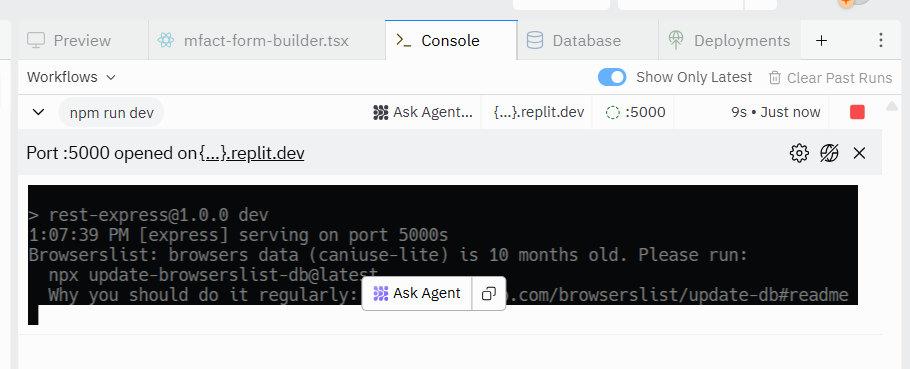 Preview
mfact-form-builder.tsx
Console
Database
Deployments
Workflows
Show Only Latest
Clear Past Runs
npm run dev
Ask Agent...
{...}.replit.dev
:5000
9s • Just now
Port :5000 opened on {...}.replit.dev
> rest-express@1.0.0 dev
1:07:39 PM [express] serving on port 5000s
Browserslist: browsers data (caniuse-lite) is 10 months old. Please run:
npx update-browserslist-db@latest
Why you should do it regularly:
.com/browserslist/update-db#readme
Ask Agent